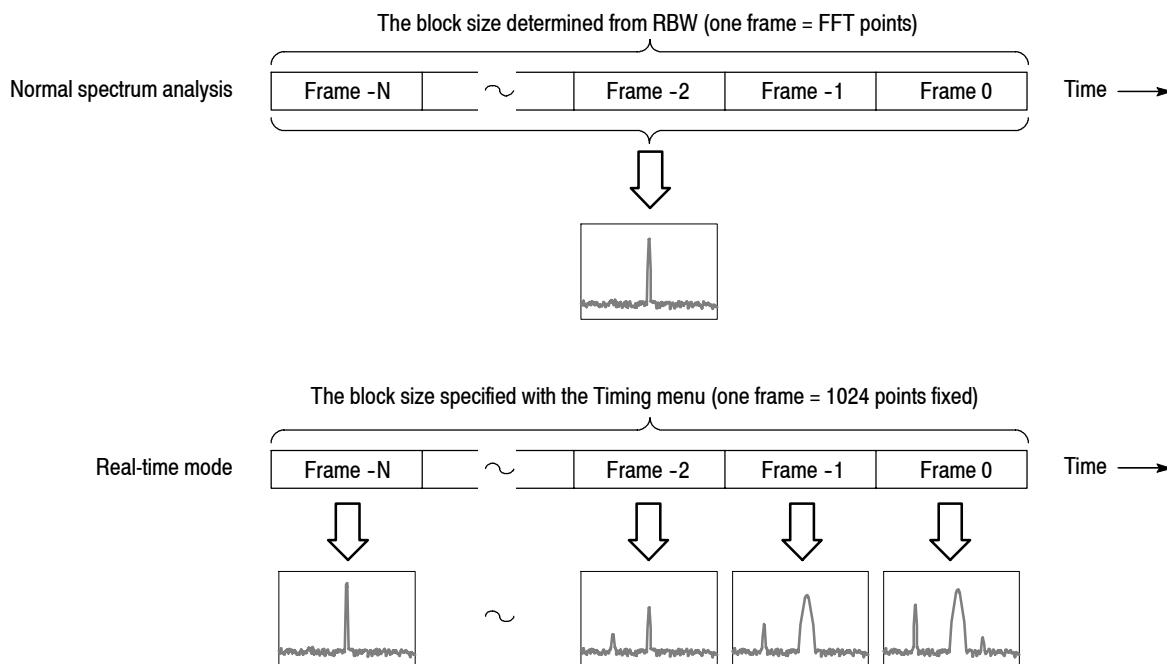 The block size determined from RBW (one frame = FFT points)
Normal spectrum analysis
Frame -N
Frame -2
Frame -1
Frame 0
Time
The block size specified with the Timing menu (one frame = 1024 points fixed)
Real-time mode
Frame -N
Frame -2
Frame -1
Frame 0
Time